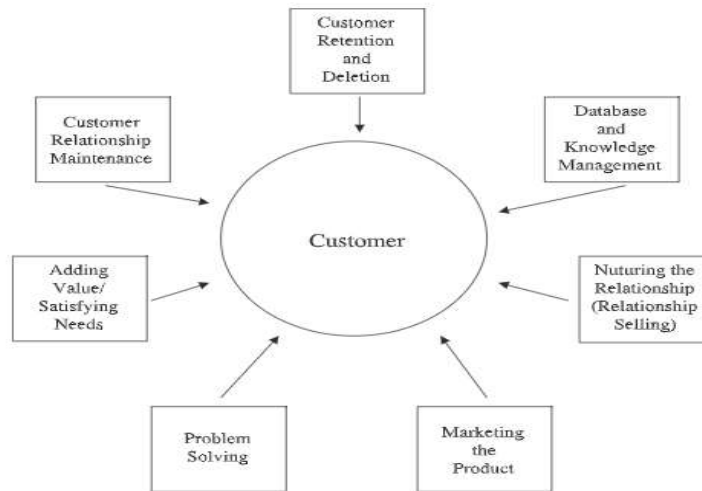 Customer
Retention
and
Deletion
Customer
Relationship
Maintenance
Database
and
Knowledge
Management
Customer
Adding
Value/
Satisfying
Needs
Nuturing the
Relationship
(Relationship
Selling)
Problem
Solving
Marketing
the
Product